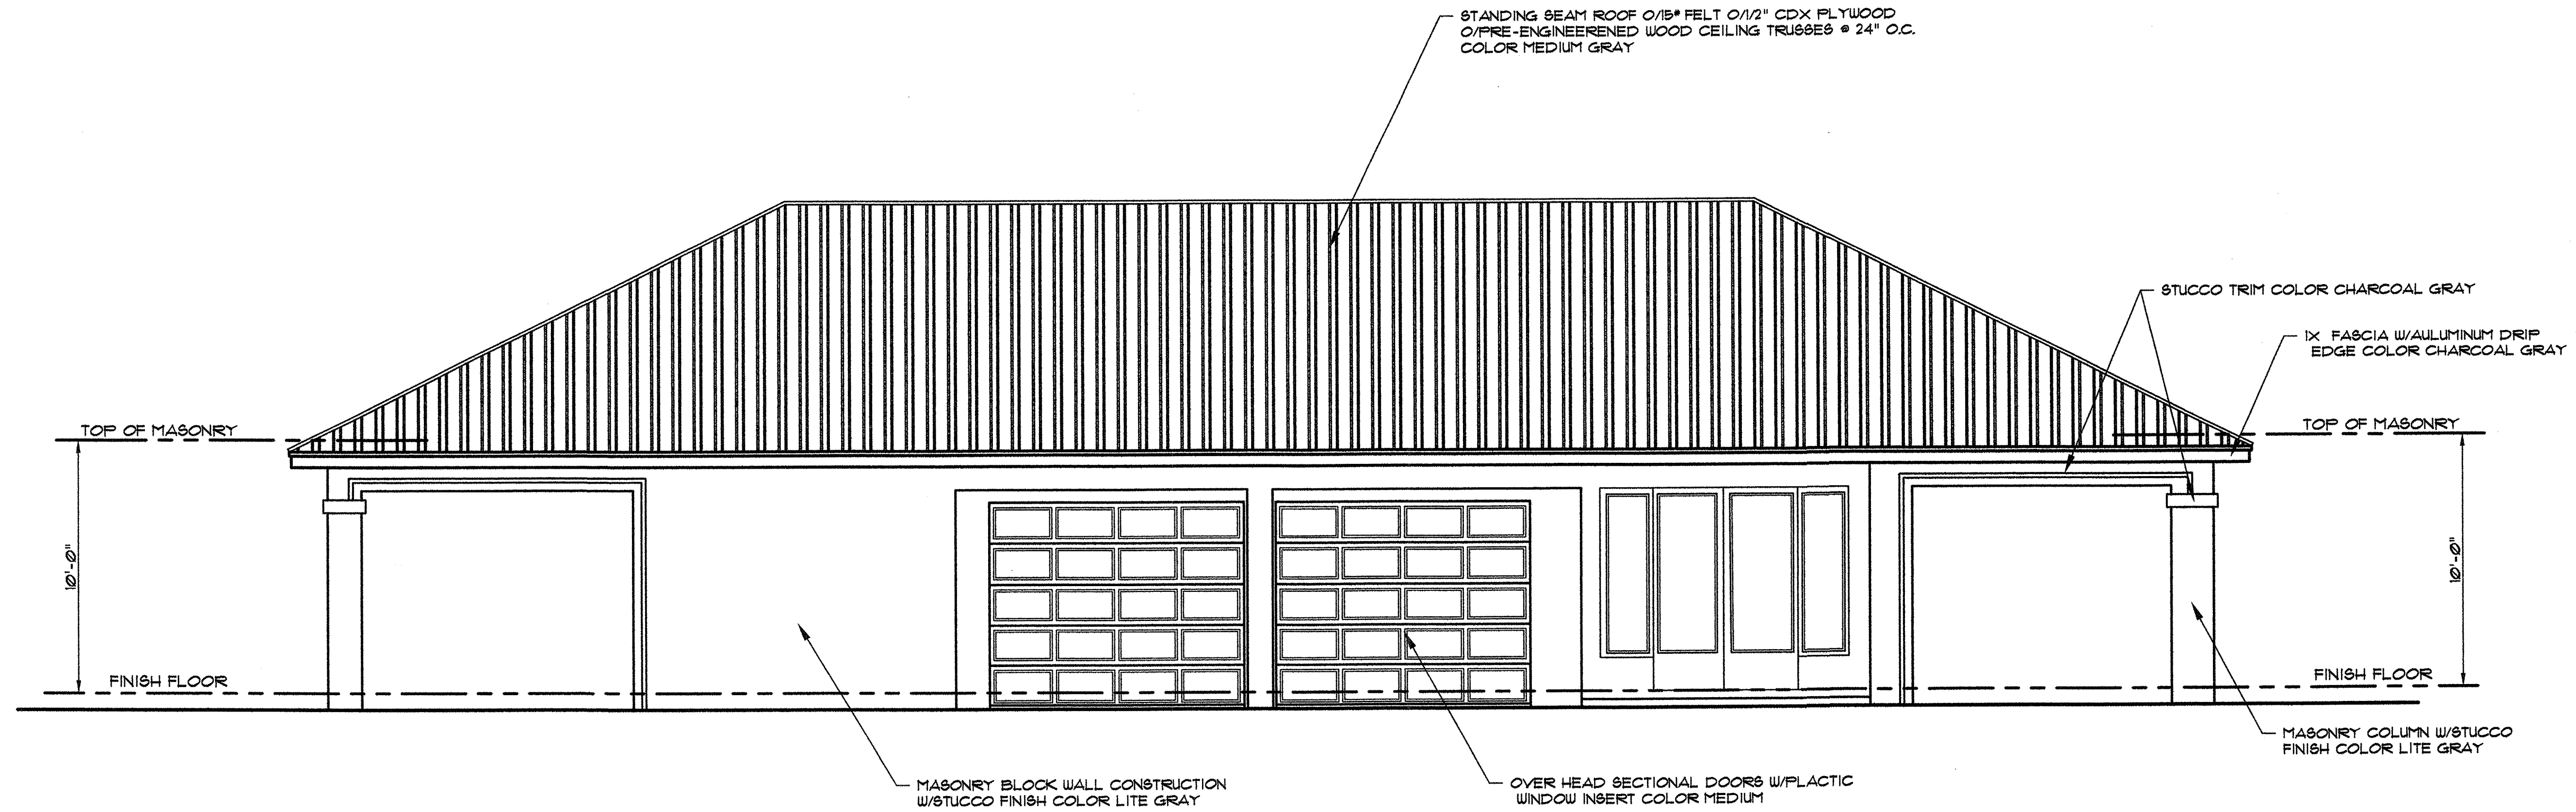 STANDING SEAM ROOF O/15# FELT O/1/2" CDX PLYWOOD
O/PRE-ENGINEERENED WOOD CEILING TRUSSES @ 24" O.C.
COLOR MEDIUM GRAY
STUCCO TRIM COLOR CHARCOAL GRAY
1X FASCIA W/AULUMINUM DRIP
EDGE COLOR CHARCOAL GRAY
TOP OF MASONRY
TOP OF MASONRY
10'-0"
10'-0"
FINISH FLOOR
FINISH FLOOR
MASONRY COLUMN W/STUCCO
FINISH COLOR LITE GRAY
MASONRY BLOCK WALL CONSTRUCTION
W/STUCCO FINISH COLOR LITE GRAY
OVER HEAD SECTIONAL DOORS W/PLACTIC
WINDOW INSERT COLOR MEDIUM